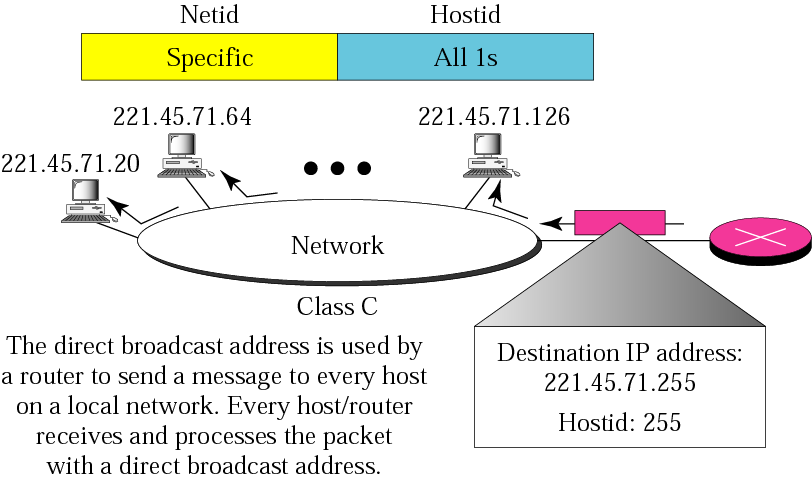 Netid Hostid
Specific All 1s
221.45.71.64 221.45.71.126
221.45.71.20
Network
Class C
The direct broadcast address is used by
a router to send a message to every host
on a local network. Every host/router
receives and processes the packet
with a direct broadcast address.
Destination IP address:
221.45.71.255
Hostid: 255